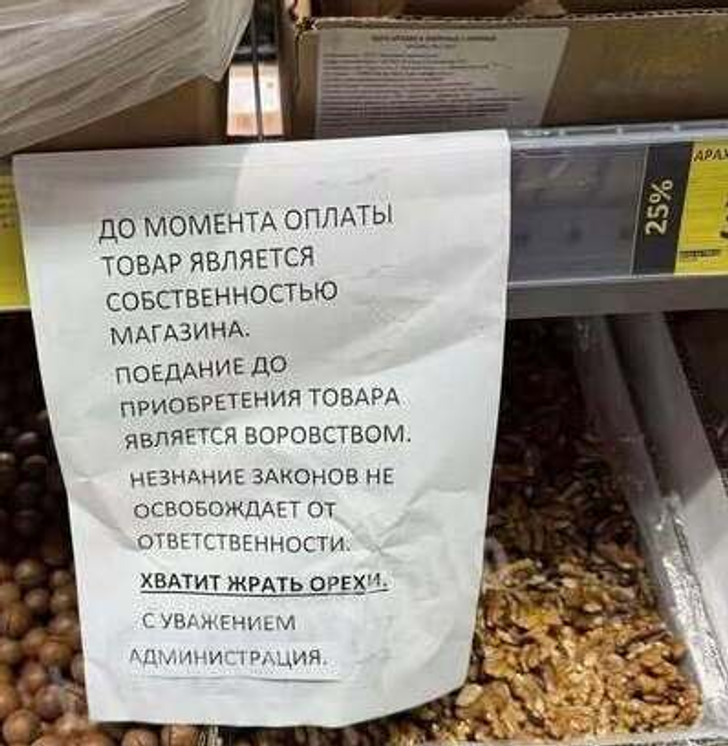 ДО МОМЕНТА ОПЛАТЫ
ТОВАР ЯВЛЯЕТСЯ
СОБСТВЕННОСТЬЮ
МАГАЗИНА.
ПОЕДАНИЕ ДО
ПРИОБРЕТЕНИЯ ТОВАРА
ЯВЛЯЕТСЯ ВОРОВСТВОМ.
НЕЗНАНИЕ ЗАКОНОВ НЕ
ОСВОБОЖДАЕТ ОТ
ОТВЕТСТВЕННОСТИ.
ХВАТИТ ЖРАТЬ ОРЕХИ.
С УВАЖЕНИЕМ
АДМИНИСТРАЦИЯ.
25%
АРАХ